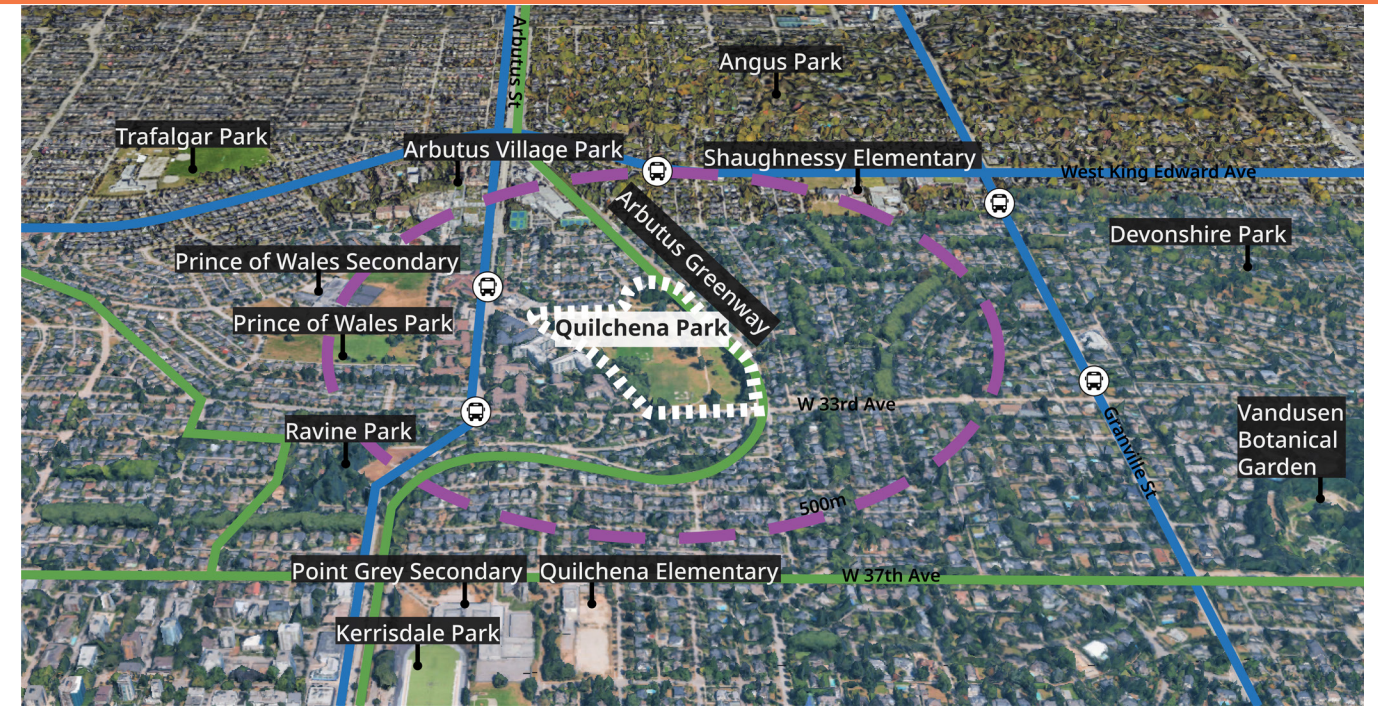 Arbutus St
Angus Park
Trafalgar Park
Arbutus Village Park
Shaughnessy Elementary
West King Edward Ave
Arbutus Greenway
Devonshire Park
Prince of Wales Secondary
Prince of Wales Park
Quilchena Park
W 33rd Ave
Ravine Park
Granville St
Vandusen
Botanical
Garden
500m
Point Grey Secondary
Quilchena Elementary
W 37th Ave
Kerrisdale Park